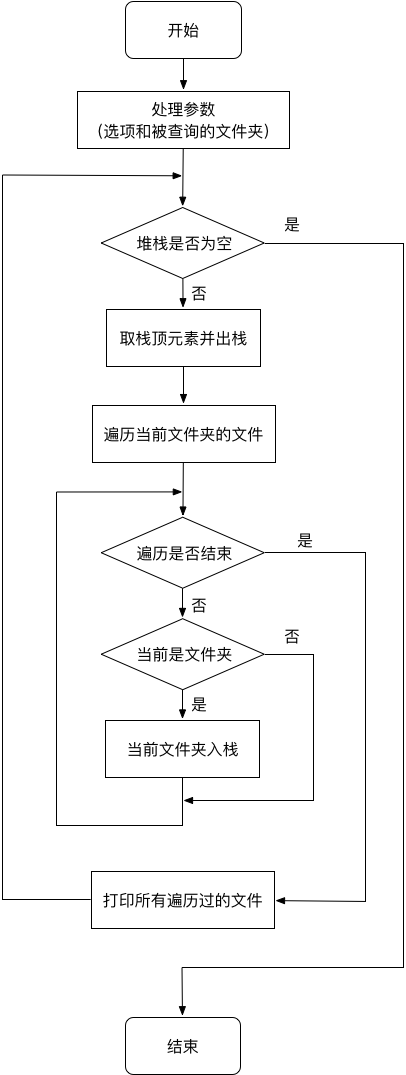 开始
处理参数
(选项和被查询的文件夹)
堆栈是否为空
是
否
取栈顶元素并出栈
遍历当前文件夹的文件
遍历是否结束
是
否
当前是文件夹
否
是
当前文件夹入栈
打印所有遍历过的文件
结束